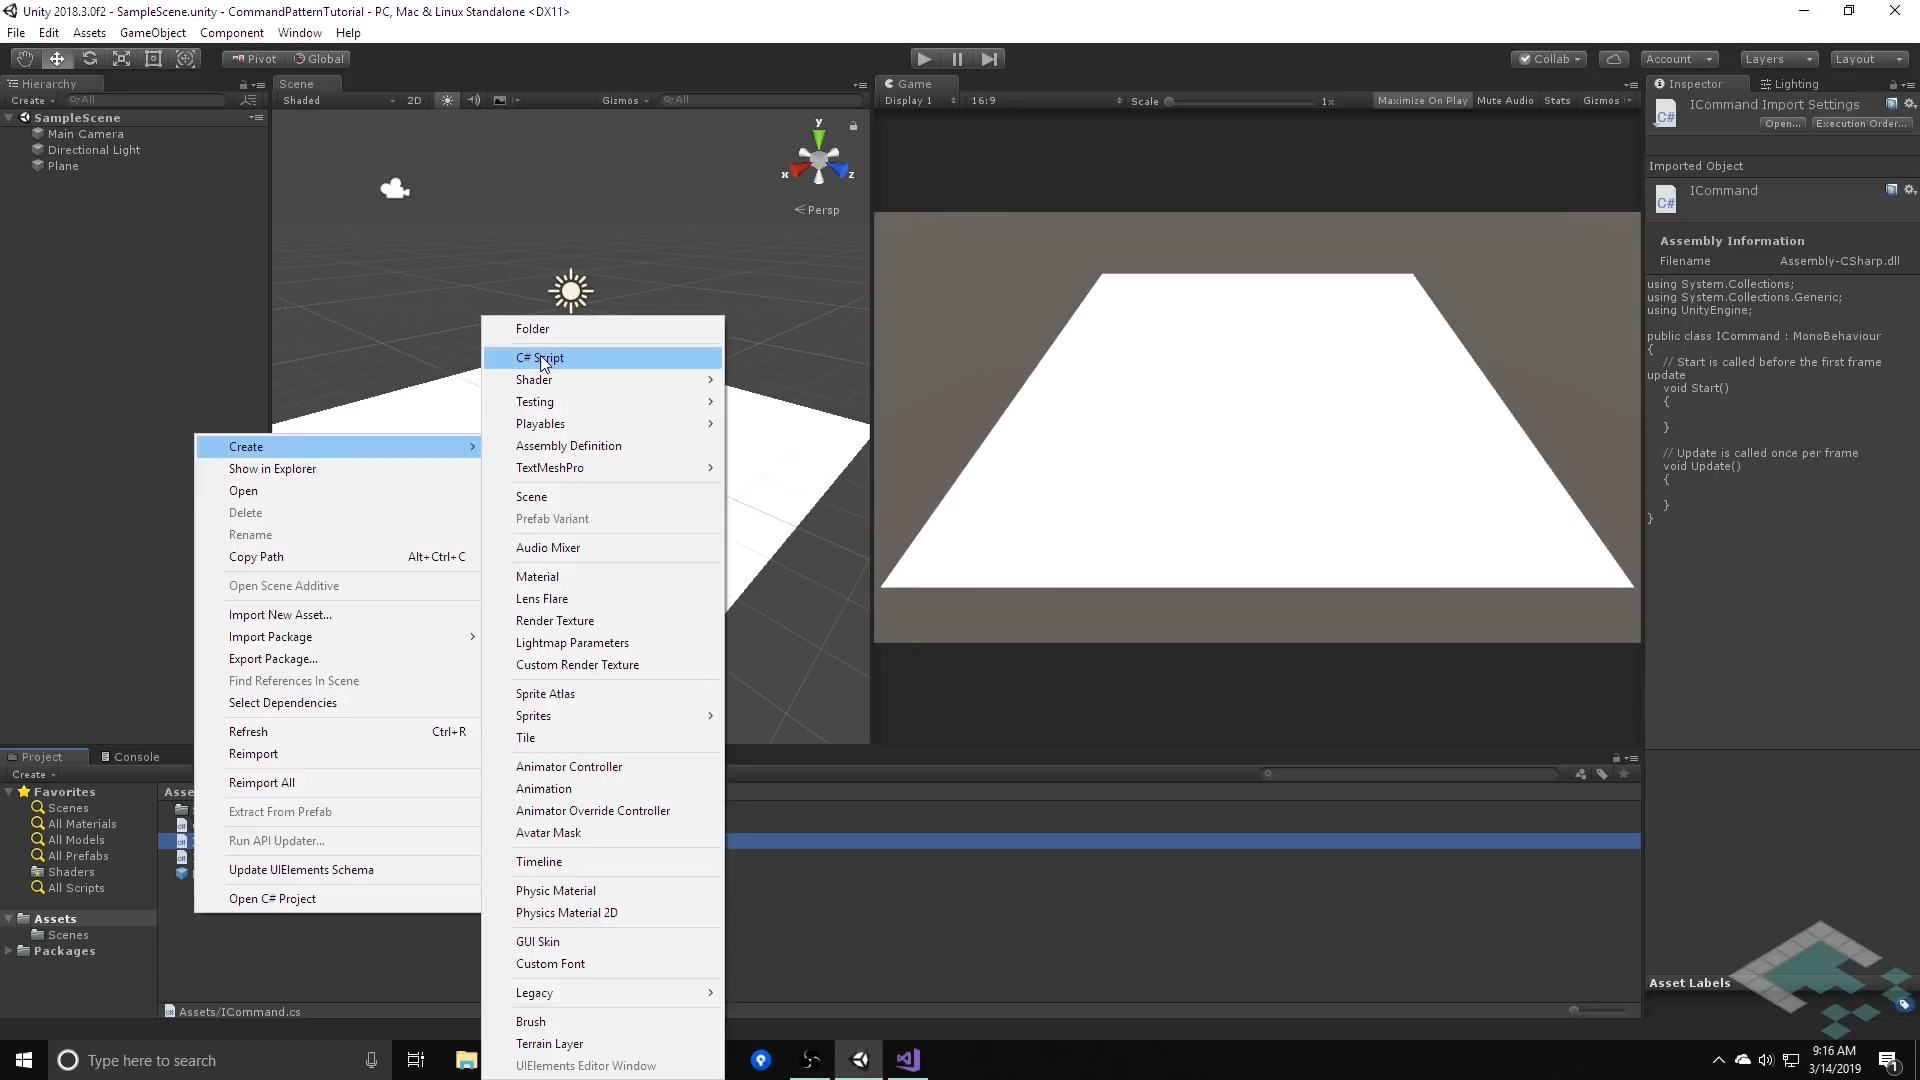 Unity 2018.3.0f2 - SampleScene.unity - CommandPatternTutorial - PC, Mac & Linux Standalone <DX11>
File Edit Assets GameObject Component Window Help
Pivot Global
Collab Account Layers Layout
Hierarchy
Create All
SampleScene
Main Camera
Directional Light
Plane
Scene
Shaded 2D Gizmos All
y
x z
Persp
Game
Display 1 16:9 Scale 1x Maximize On Play Mute Audio Stats Gizmos
Inspector Lighting
ICommand Import Settings
C#
Open... Execution Order...
Imported Object
ICommand
C#
Assembly Information
Filename Assembly-CSharp.dll
using System.Collections;
using System.Collections.Generic;
using UnityEngine;
public class ICommand : MonoBehaviour
{
// Start is called before the first frame
update
void Start()
{
}
// Update is called once per frame
void Update()
{
}
}
Asset Labels
Create
Show in Explorer
Open
Delete
Rename
Copy Path Alt+Ctrl+C
Open Scene Additive
Import New Asset...
Import Package
Export Package...
Find References In Scene
Select Dependencies
Refresh Ctrl+R
Reimport
Reimport All
Extract From Prefab
Run API Updater...
Update UIElements Schema
Open C# Project
Folder
C# Script
Shader
Testing
Playables
Assembly Definition
TextMeshPro
Scene
Prefab Variant
Audio Mixer
Material
Lens Flare
Render Texture
Lightmap Parameters
Custom Render Texture
Sprite Atlas
Sprites
Tile
Animator Controller
Animation
Animator Override Controller
Avatar Mask
Timeline
Physic Material
Physics Material 2D
GUI Skin
Custom Font
Legacy
Brush
Terrain Layer
UIElements Editor Window
Project Console
Create
Favorites
Scenes
All Materials
All Models
All Prefabs
Shaders
All Scripts
Assets
Scenes
Packages
Assets/ICommand.cs
Type here to search
9:16 AM
3/14/2019
1